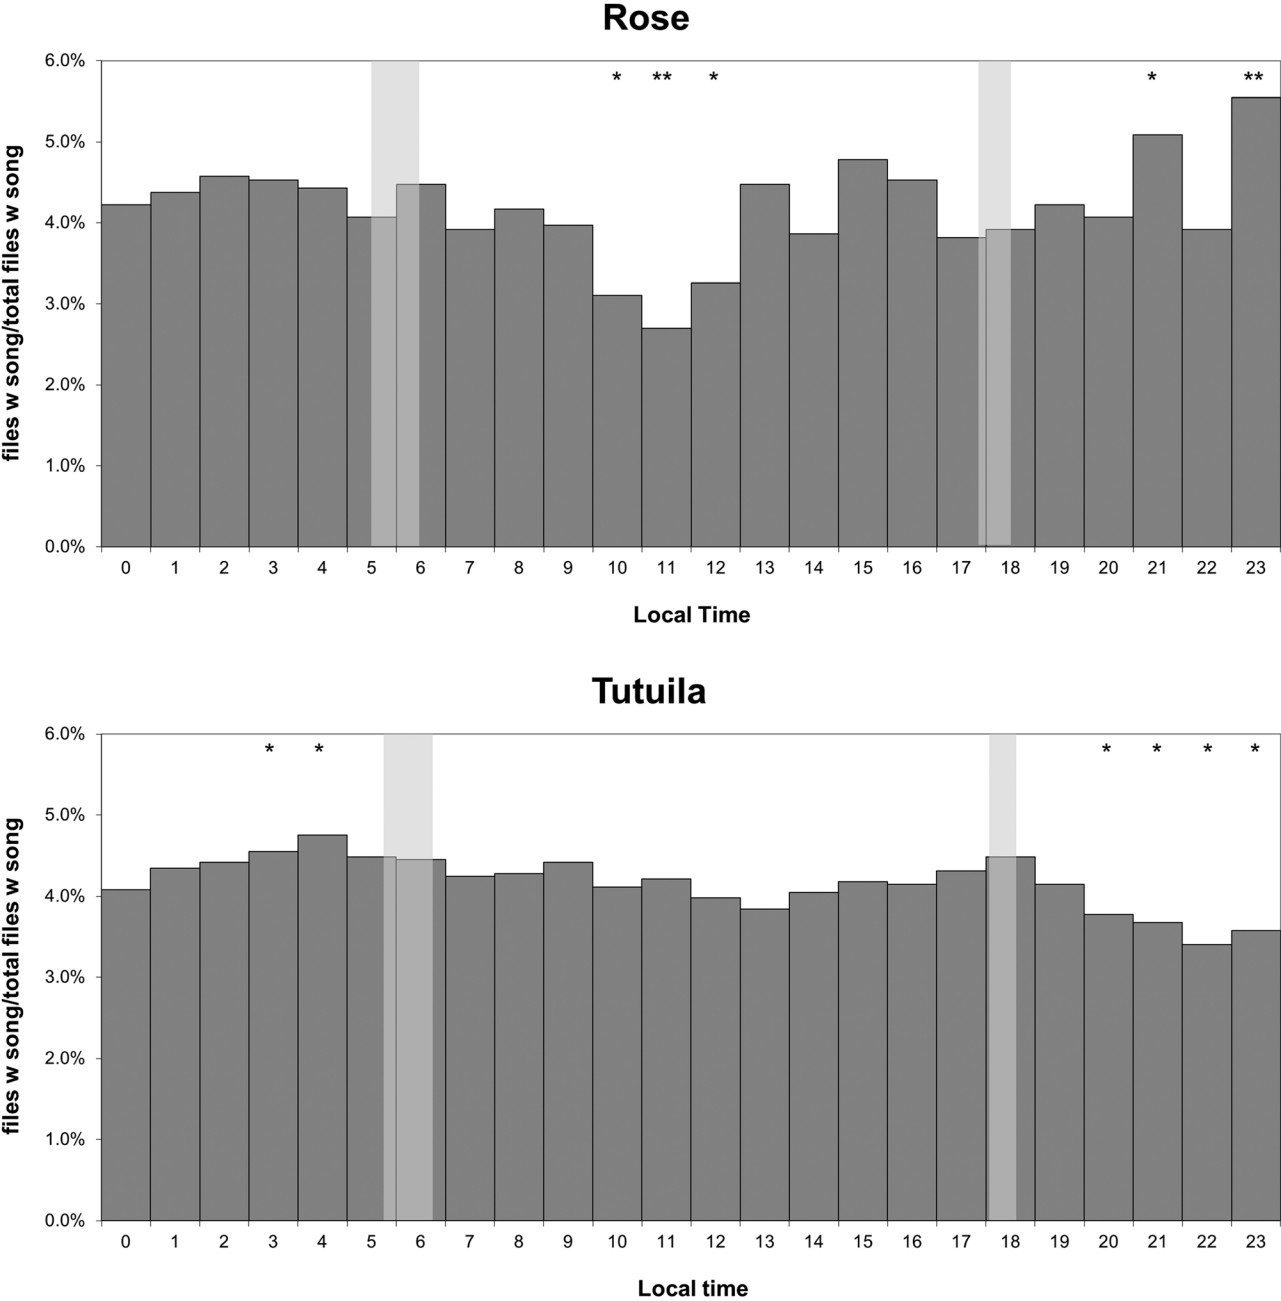 Rose
files w song/total files w song
6.0%
5.0%
4.0%
3.0%
2.0%
1.0%
0.0%
* ** * * **
0 1 2 3 4 5 6 7 8 9 10 11 12 13 14 15 16 17 18 19 20 21 22 23
Local Time
Tutuila
files w song/total files w song
6.0%
5.0%
4.0%
3.0%
2.0%
1.0%
0.0%
* * * * * *
0 1 2 3 4 5 6 7 8 9 10 11 12 13 14 15 16 17 18 19 20 21 22 23
Local time